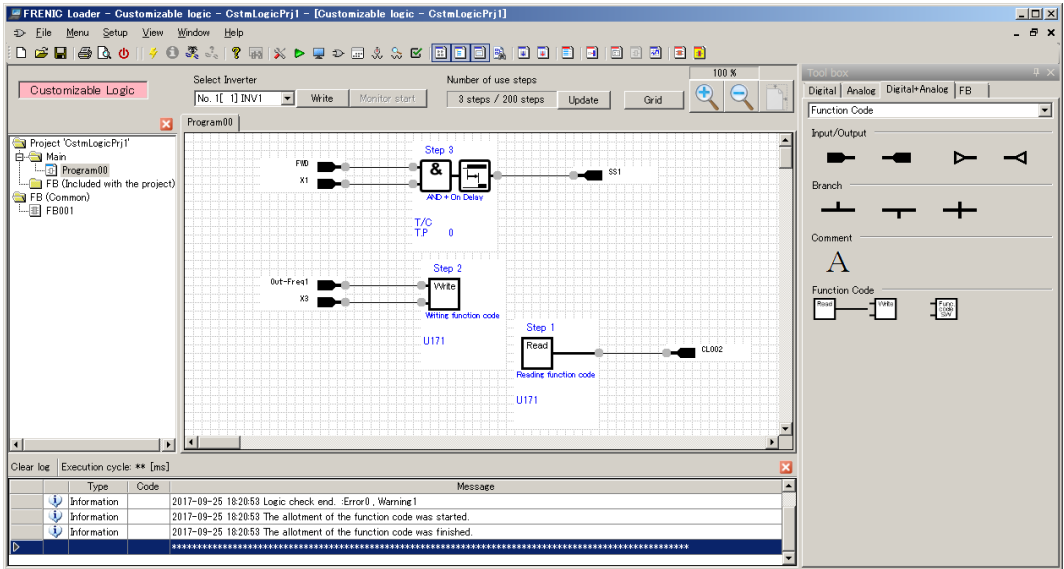 FRENIC Loader - Customizable logic - CstmLogicPrj1 - [Customizable logic - CstmLogicPrj1]
File Menu Setup View Window Help
Customizable Logic
Select Inverter
No. 1[ 1] INV1
Write
Monitor start
Number of use steps
3 steps / 200 steps
Update
Grid
100 %
Project 'CstmLogicPrj1'
Main
Program00
FB (Included with the project)
FB (Common)
FB001
Program00
Step 3
FWD
X1
&
SS1
AND + On Delay
T/C
T.P 0
Step 2
Out-Freq1
X3
Write
Writing function code
U171
Step 1
Read
CL002
Reading function code
U171
Tool box
Digital Analog Digital+Analog FB
Function Code
Input/Output
Branch
Comment
A
Function Code
Read
Write
Func.
CODE
SW
Clear log Execution cycle: ** [ms]
Type Code Message
Information 2017-09-25 18:20:53 Logic check end. :Error0 , Warning1
Information 2017-09-25 18:20:53 The allotment of the function code was started.
Information 2017-09-25 18:20:53 The allotment of the function code was finished.